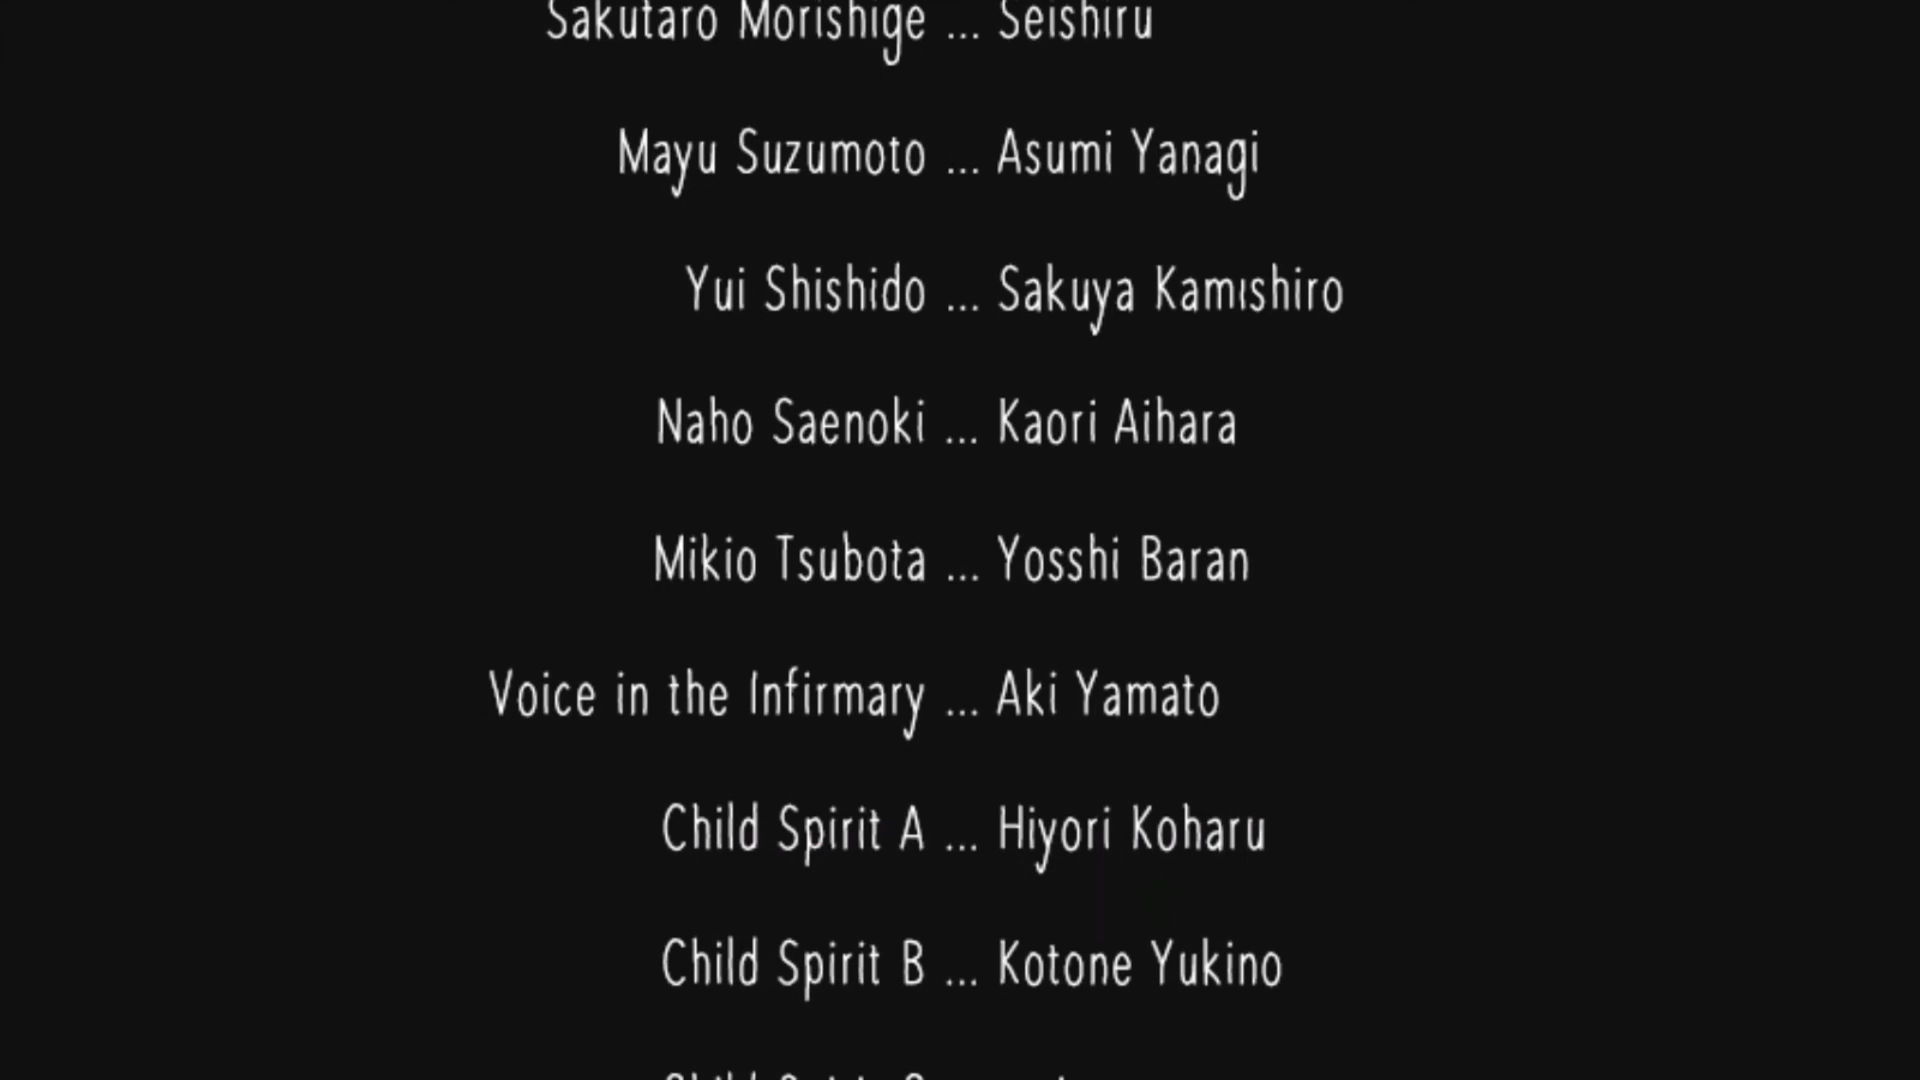 Sakutaro Morishige ... Seishiru
Mayu Suzumoto ... Asumi Yanagi
Yui Shishido ... Sakuya Kamishiro
Naho Saenoki ... Kaori Aihara
Mikio Tsubota ... Yosshi Baran
Voice in the Infirmary ... Aki Yamato
Child Spirit A ... Hiyori Koharu
Child Spirit B ... Kotone Yukino